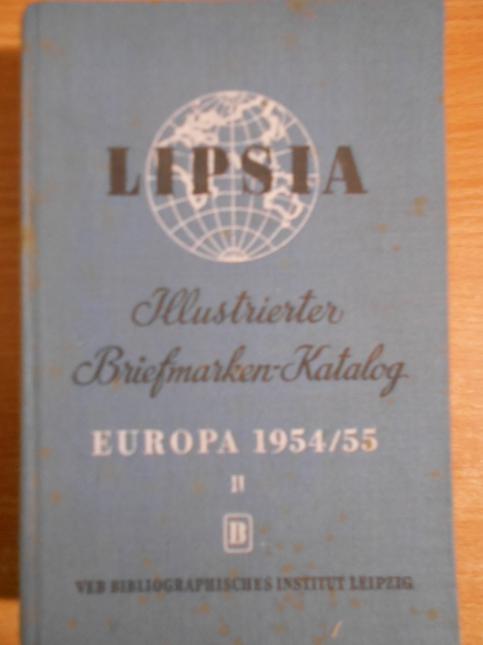 LIPSIA
Illustrierter
Briefmarken-Katalog
EUROPA 1954/55
II
B
VEB BIBLIOGRAPHISCHES INSTITUT LEIPZIG